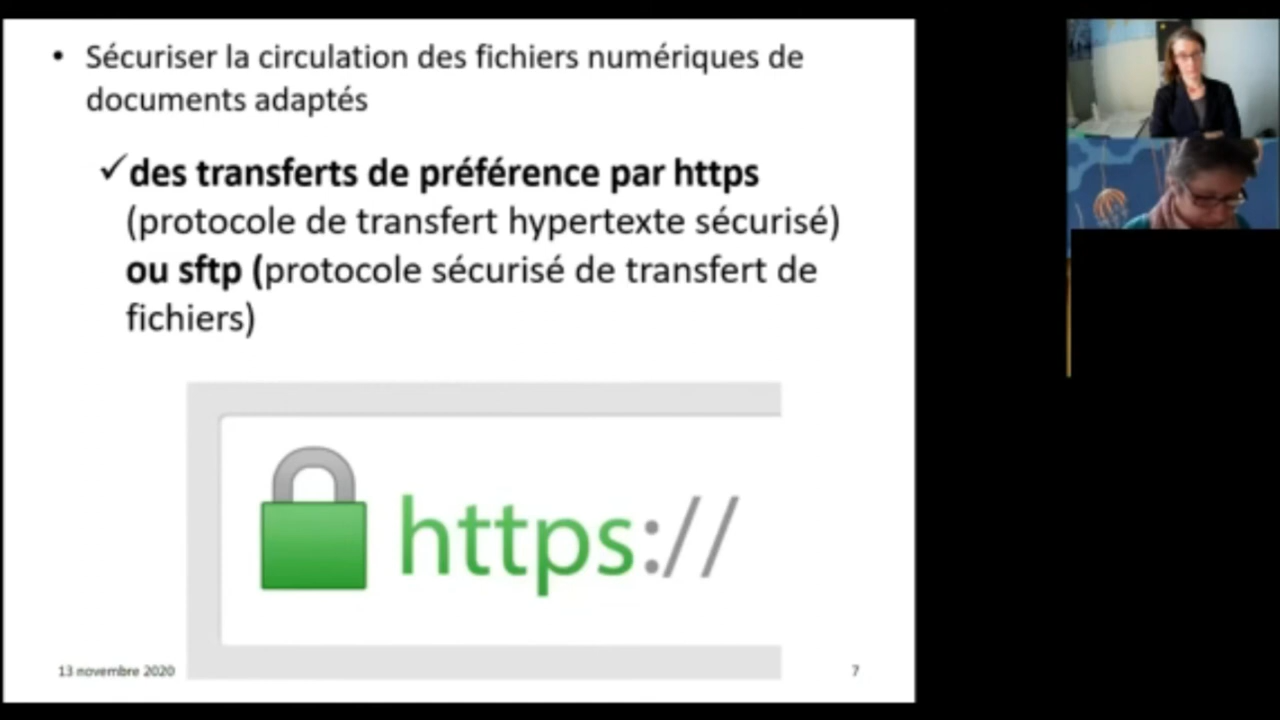 • Sécuriser la circulation des fichiers numériques de
documents adaptés
✓des transferts de préférence par https
(protocole de transfert hypertexte sécurisé)
ou sftp (protocole sécurisé de transfert de
fichiers)
https://
13 novembre 2020
7